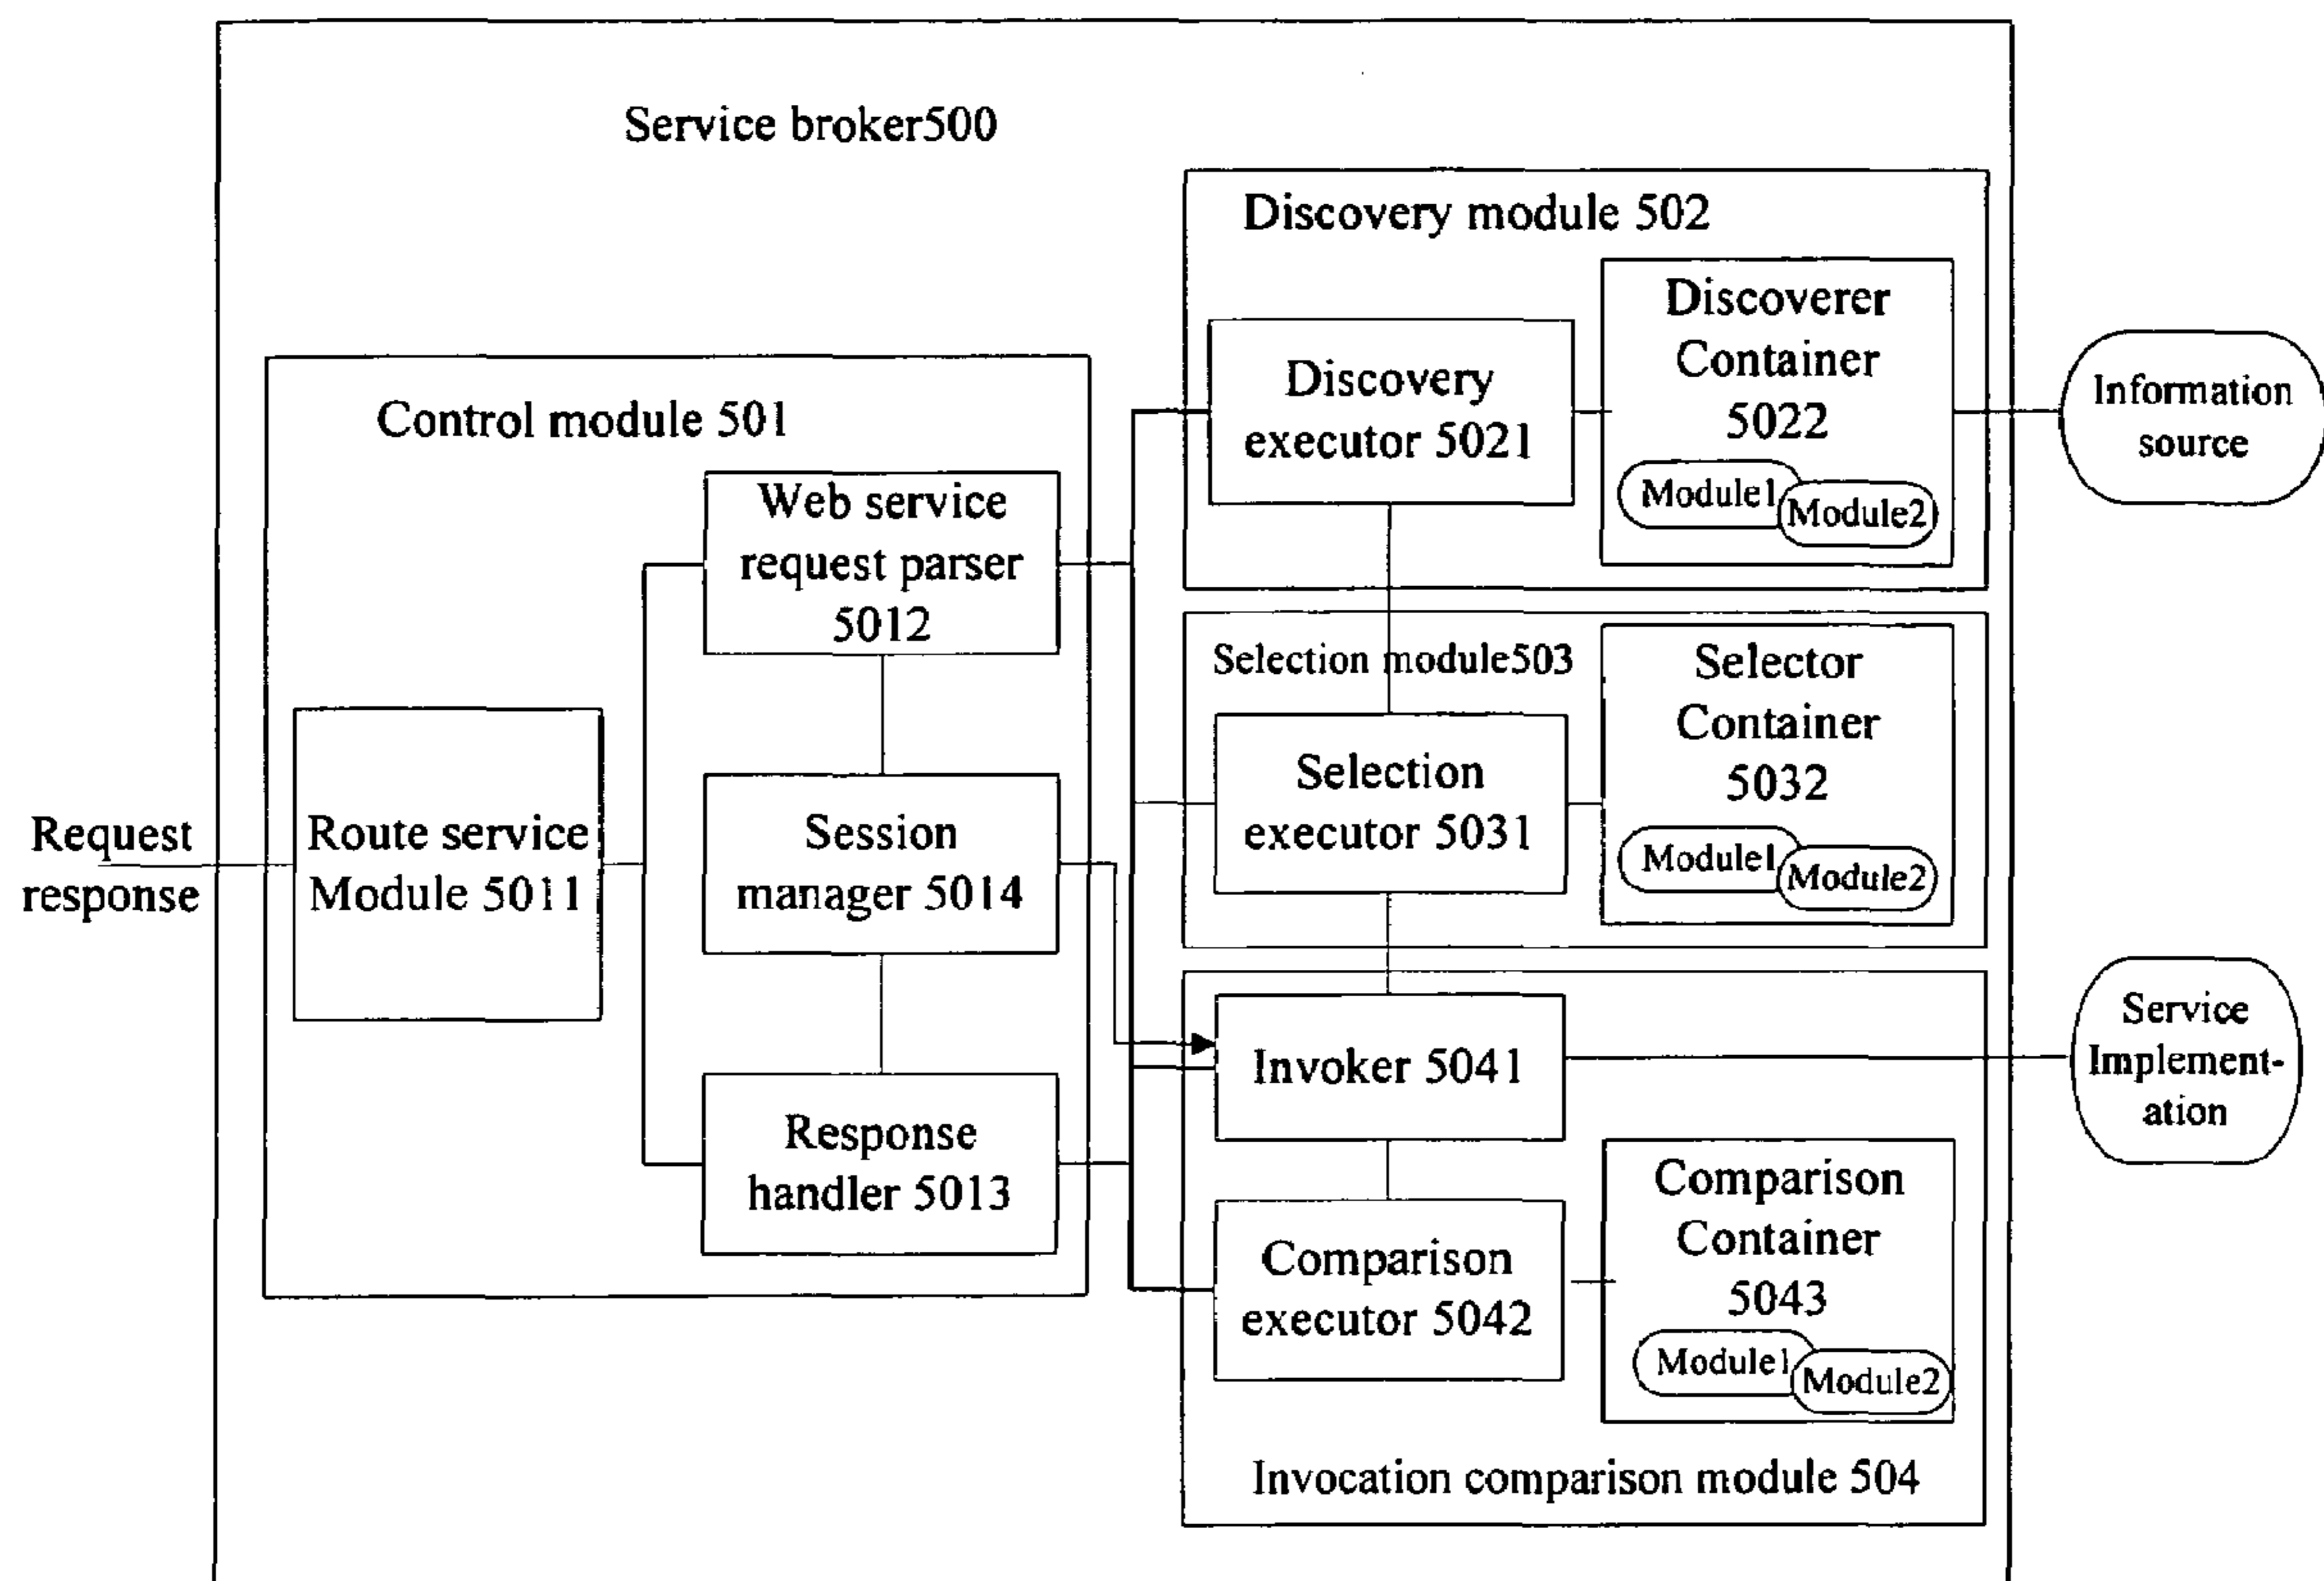 Service broker500
Discovery module 502
Discoverer
Container
5022
Module1
Module2
Discovery
executor 5021
Information
source
Control module 501
Web service
request parser
5012
Selection module503
Selector
Container
5032
Module1
Module2
Selection
executor 5031
Request
response
Route service
Module 5011
Session
manager 5014
Service
Implement-
ation
Invoker 5041
Response
handler 5013
Comparison
executor 5042
Comparison
Container
5043
Module1
Module2
Invocation comparison module 504